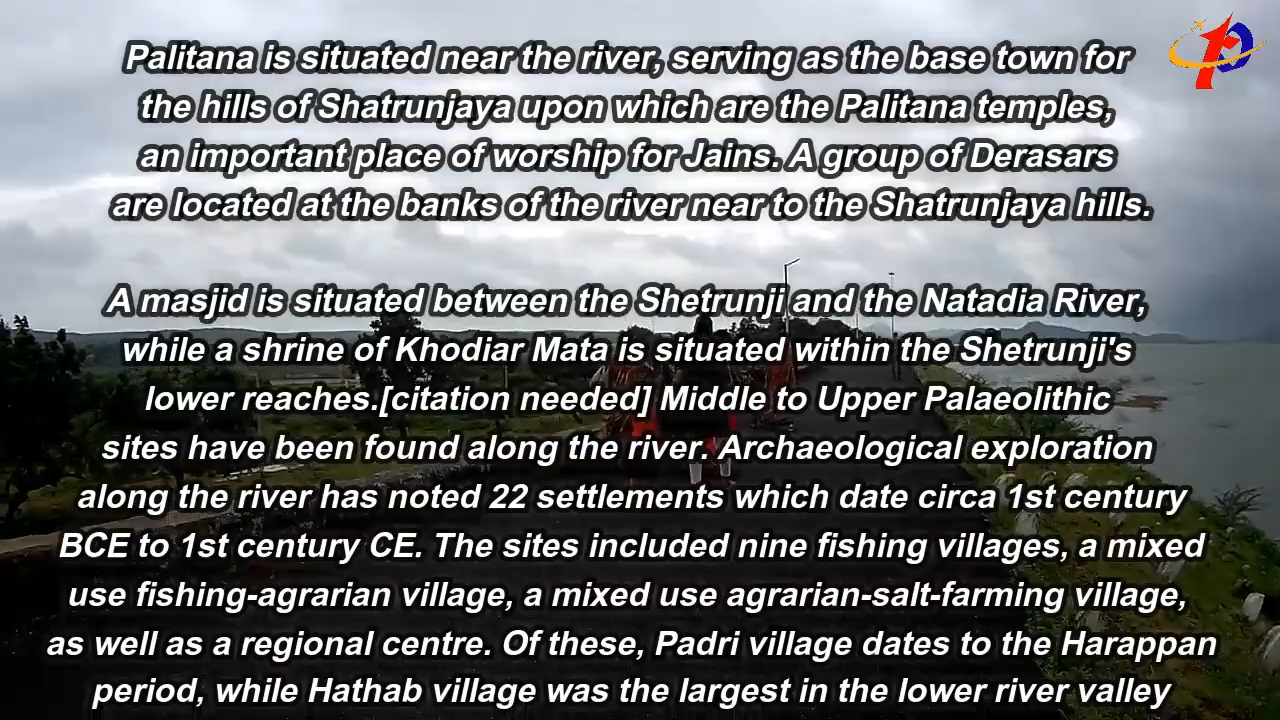 Palitana is situated near the river, serving as the base town for
the hills of Shatrunjaya upon which are the Palitana temples,
an important place of worship for Jains. A group of Derasars
are located at the banks of the river near to the Shatrunjaya hills.
A masjid is situated between the Shetrunji and the Natadia River,
while a shrine of Khodiar Mata is situated within the Shetrunji's
lower reaches.[citation needed] Middle to Upper Palaeolithic
sites have been found along the river. Archaeological exploration
along the river has noted 22 settlements which date circa 1st century
BCE to 1st century CE. The sites included nine fishing villages, a mixed
use fishing-agrarian village, a mixed use agrarian-salt-farming village,
as well as a regional centre. Of these, Padri village dates to the Harappan
period, while Hathab village was the largest in the lower river valley